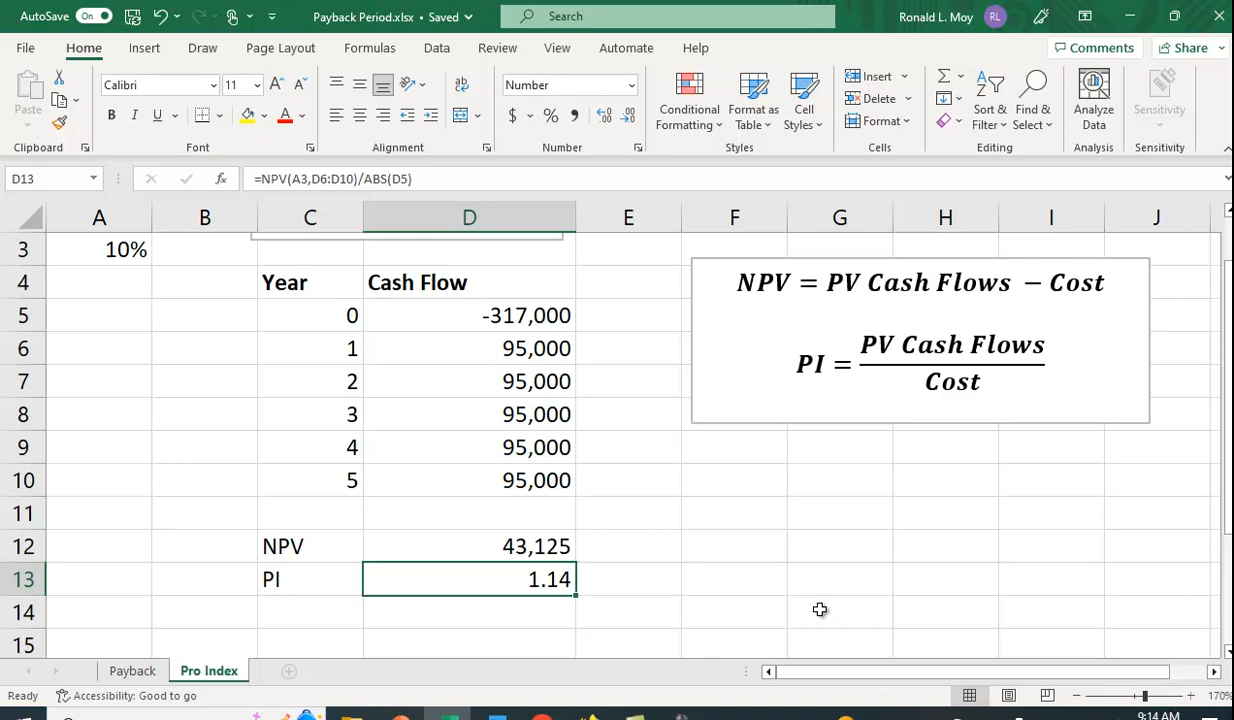 AutoSave On Payback Period.xlsx • Saved Search Ronald L. Moy RL
File Home Insert Draw Page Layout Formulas Data Review View Automate Help Comments Share
Paste Calibri 11 A A Number Insert Σ
B I U A $ % Conditional Formatting Format as Table Cell Styles Delete Format Sort & Filter Find & Select Analyze Data Sensitivity
Clipboard Font Alignment Number Styles Cells Editing Analysis Sensitivity
D13 fx =NPV(A3,D6:D10)/ABS(D5)
A B C D E F G H I J
3 10%
4 Year Cash Flow
5 0 -317,000
6 1 95,000
7 2 95,000
8 3 95,000
9 4 95,000
10 5 95,000
11
12 NPV 43,125
13 PI 1.14
14
15
NPV = PV Cash Flows − Cost
PI = PV Cash Flows
Cost
Payback Pro Index
Ready Accessibility: Good to go 170%
9:14 AM